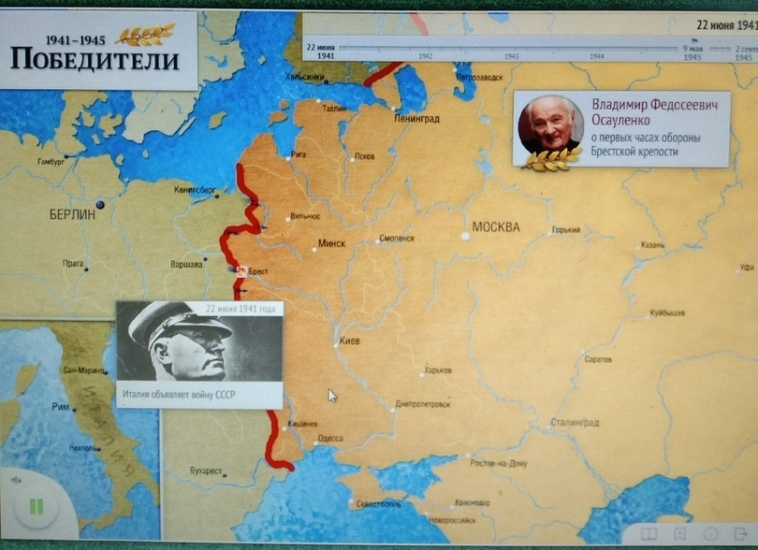 1941–1945
Победители
22 июня 1941
22 июня
1941
1942
1943
1944
9 мая
1945
2 сент
1945
Хельсинки
Петрозаводск
Таллин
Ленинград
Владимир Федосеевич
Осауленко
о первых часах обороны
Брестской крепости
Рига
Псков
Гамбург
Кенигсберг
БЕРЛИН
Вильнюс
МОСКВА
Минск
Смоленск
Горький
Казань
Прага
Варшава
Брест
Уфа
22 июня 1941 года
Италия объявляет войну СССР
Куйбышев
Киев
Саратов
Сан-Марино
Харьков
Рим
ИТАЛИЯ
Днепропетровск
Сталинград
Кишинев
Одесса
Неаполь
Бухарест
Ростов-на-Дону
Севастополь
Краснодар
Новороссийск